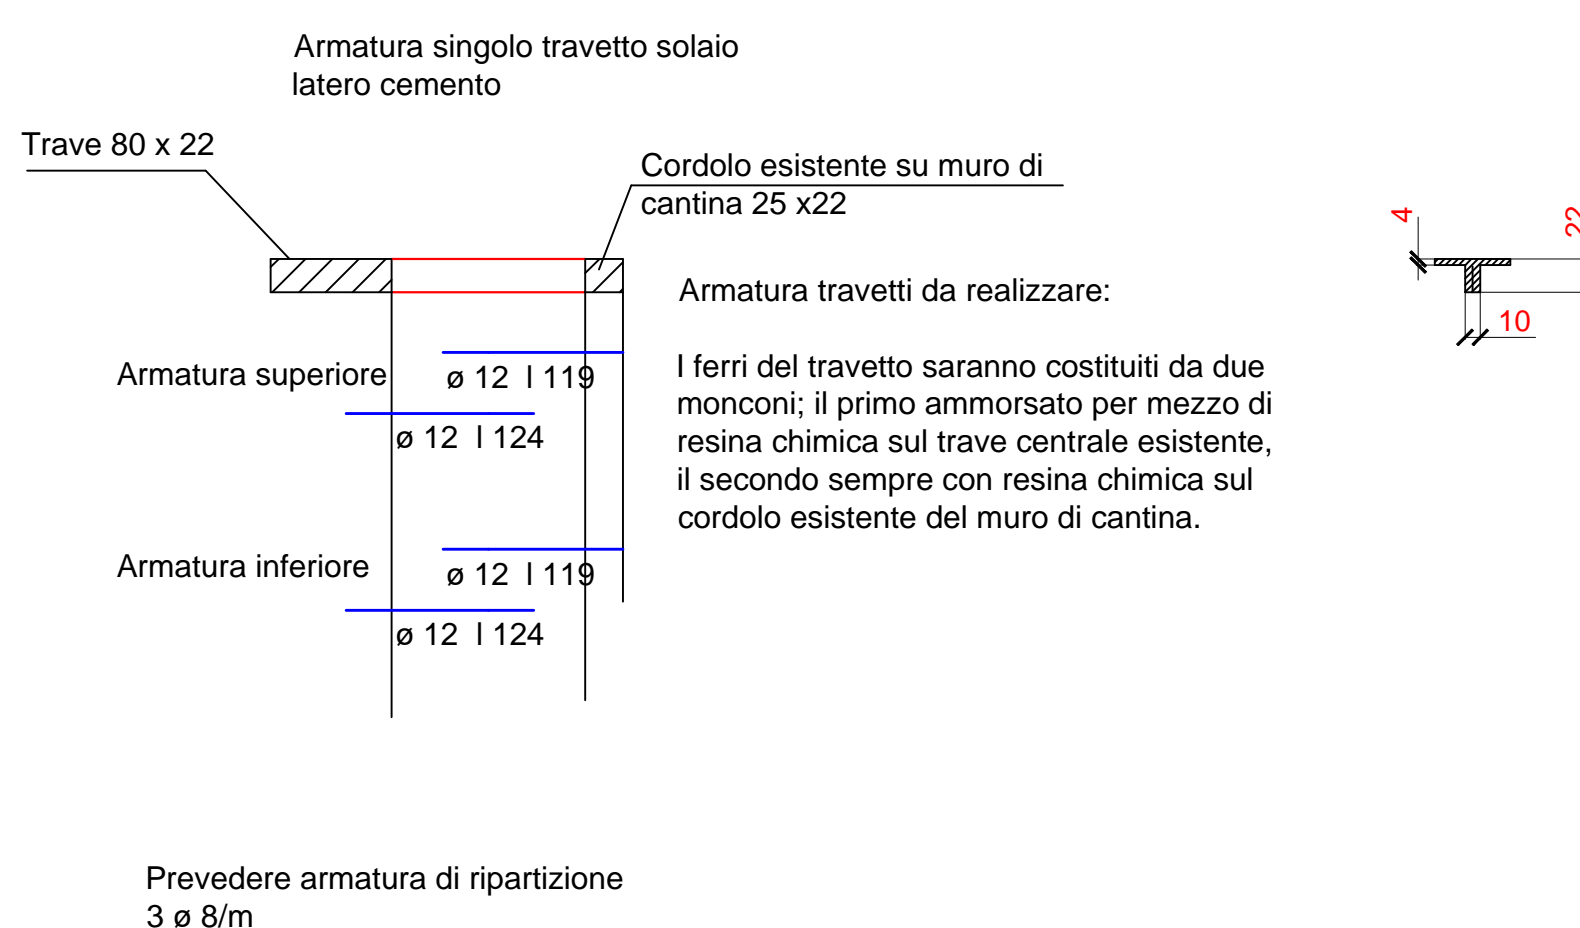 Armatura singolo travetto solaio
latero cemento
Trave 80 x 22
Cordolo esistente su muro di
cantina 25 x22
4
22
10
Armatura travetti da realizzare:
I ferri del travetto saranno costituiti da due
monconi; il primo ammorsato per mezzo di
resina chimica sul trave centrale esistente,
il secondo sempre con resina chimica sul
cordolo esistente del muro di cantina.
Armatura superiore
ø 12 l 119
ø 12 l 124
Armatura inferiore
ø 12 l 119
ø 12 l 124
Prevedere armatura di ripartizione
3 ø 8/m